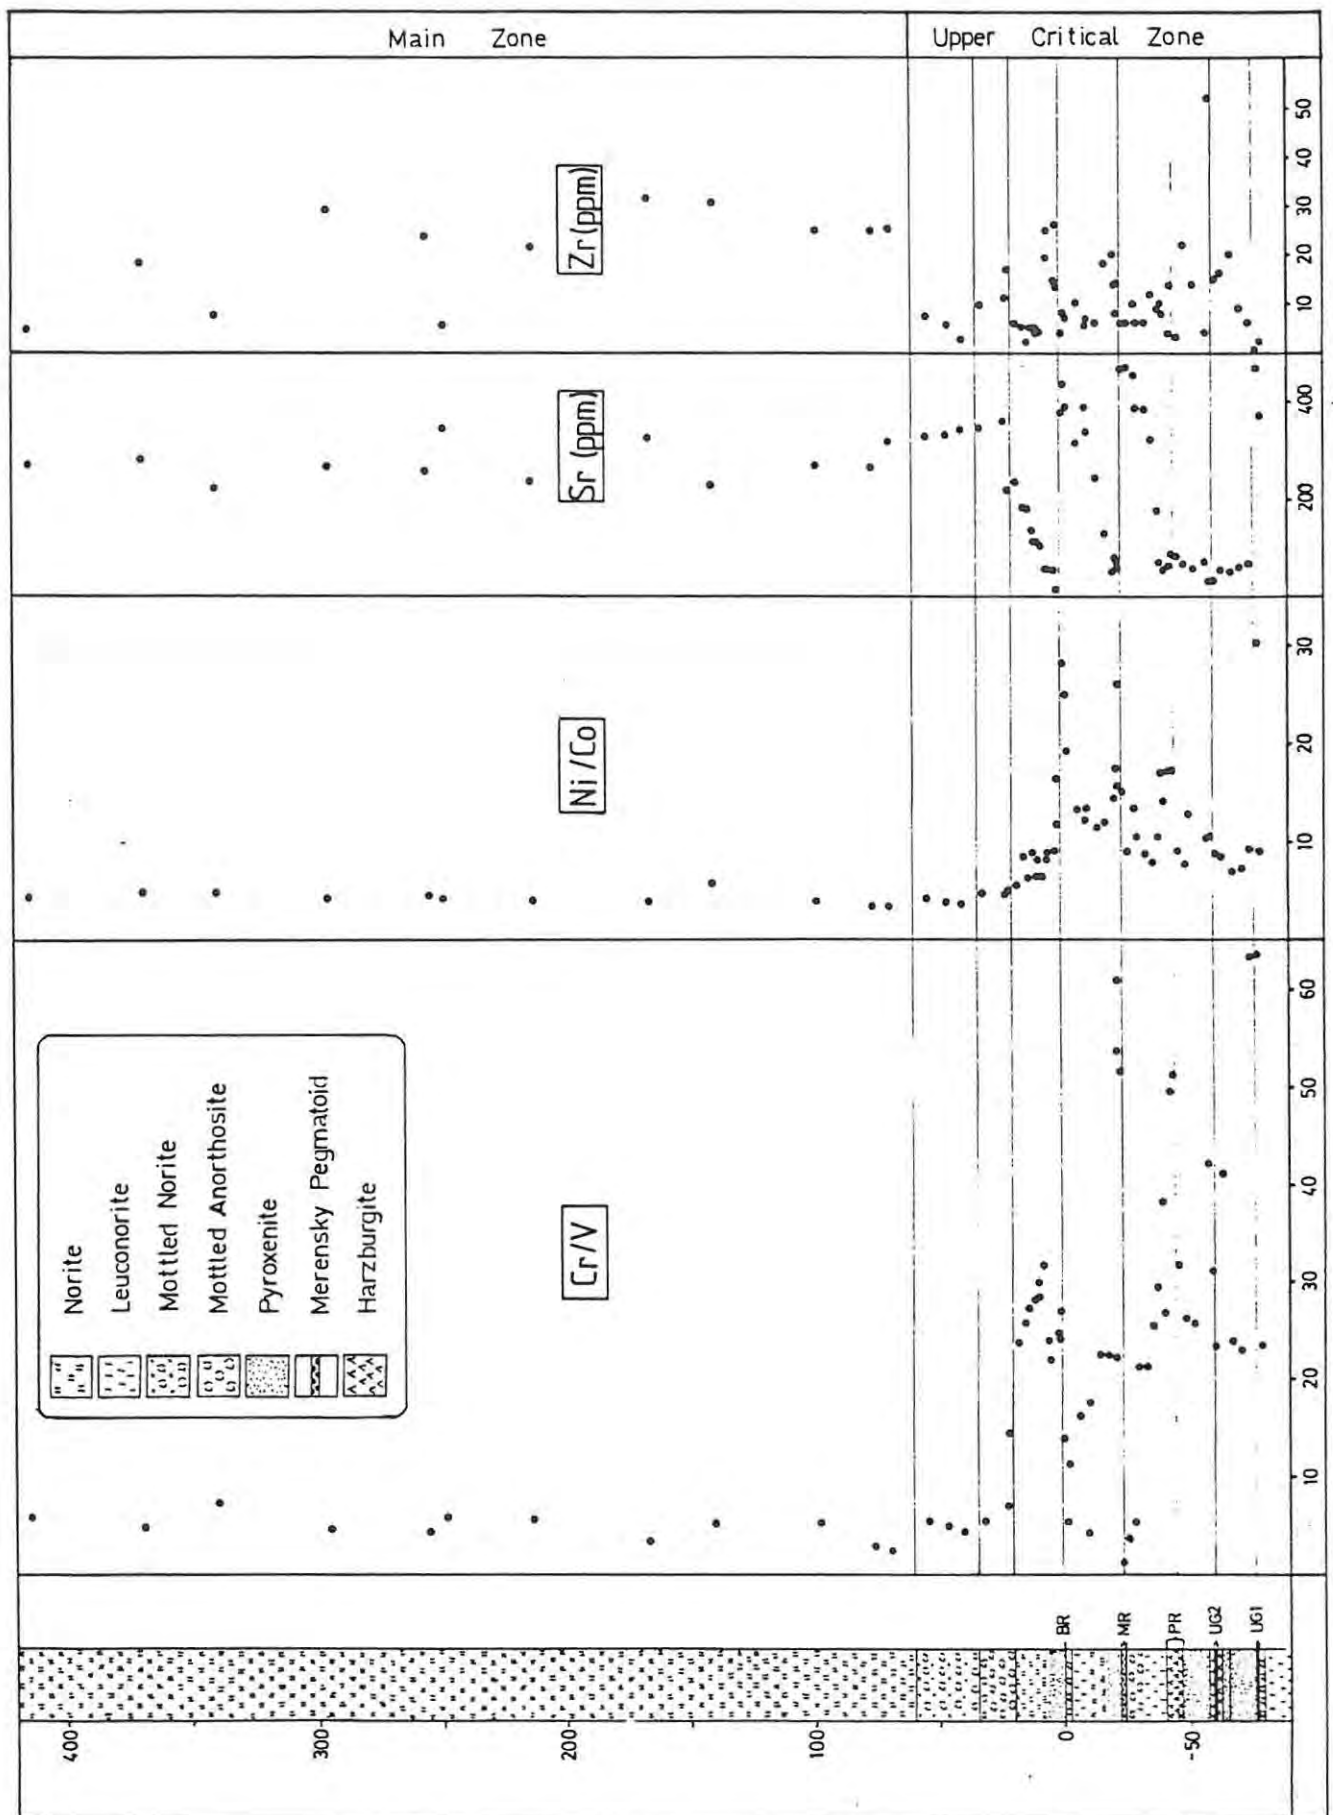 Main Zone
Upper Critical Zone
Zr (ppm)
10 20 30 40 50
Sr (ppm)
200 400
Ni/Co
10 20 30
Cr/V
10 20 30 40 50 60
Norite
Leuconorite
Mottled Norite
Mottled Anorthosite
Pyroxenite
Merensky Pegmatoid
Harzburgite
BR
MR
}PR
UG2
UG1
400 300 200 100 0 -50